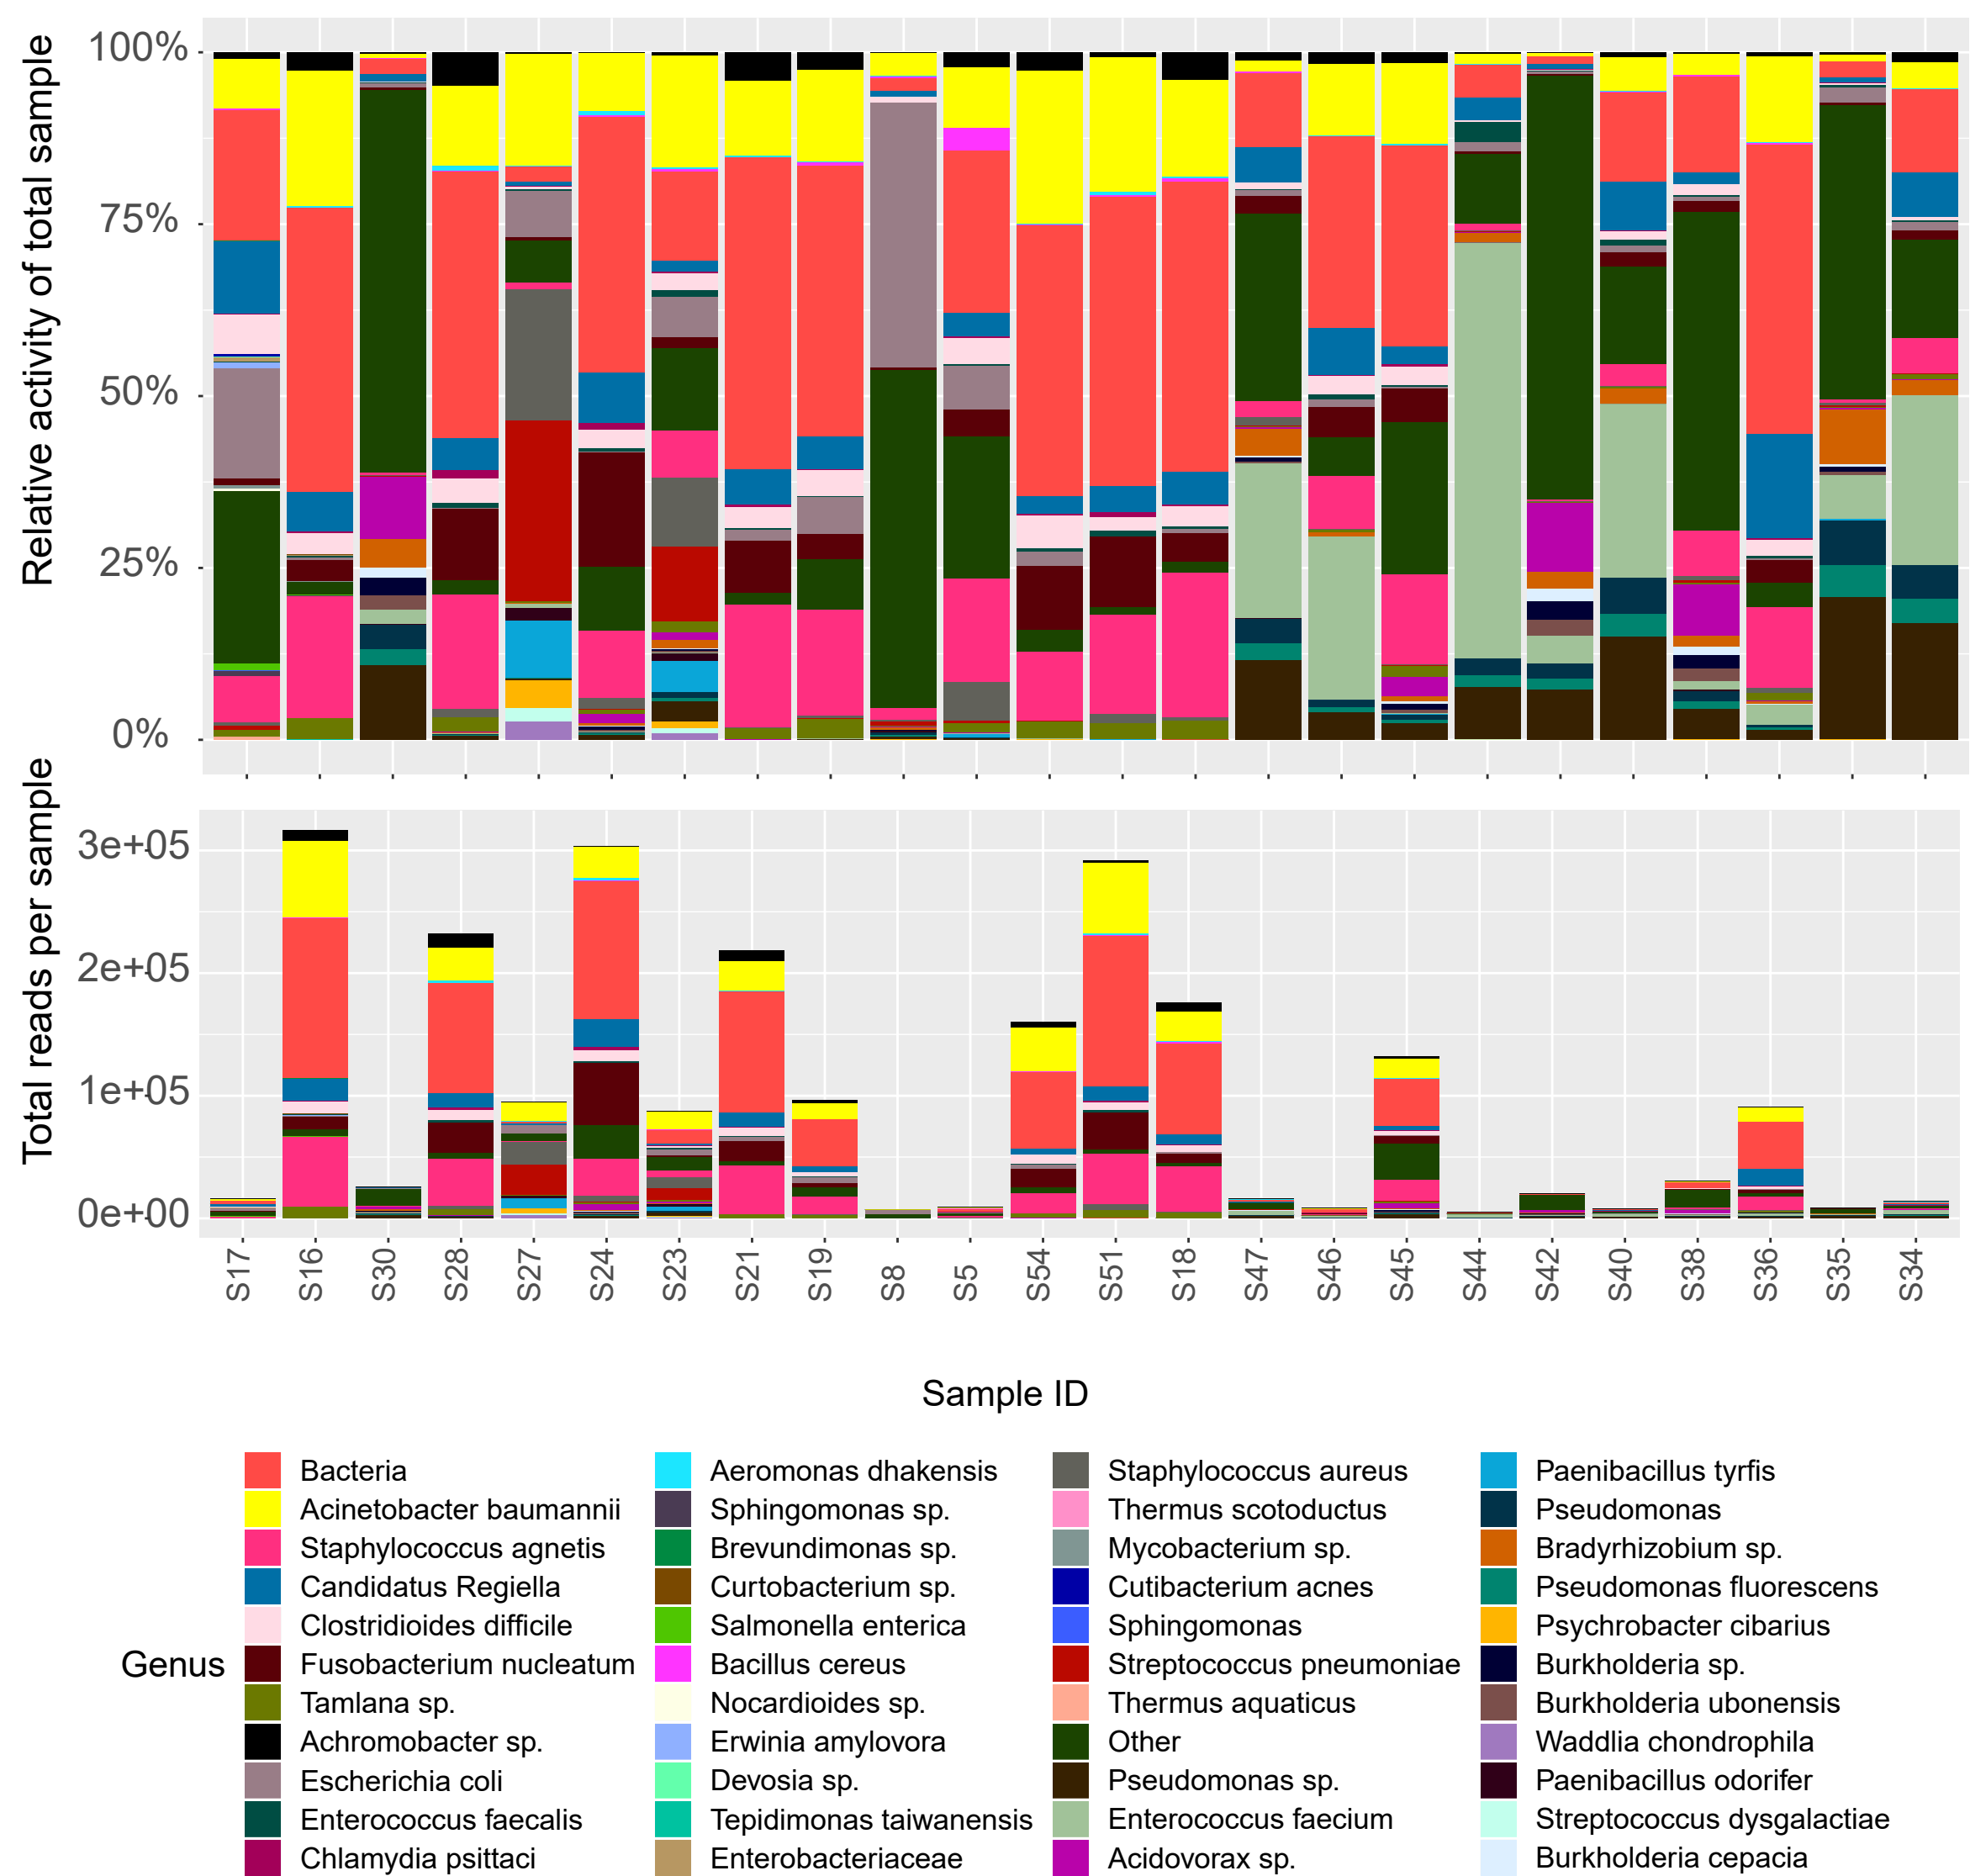 Relative activity of total sample
100%
75%
50%
25%
0%
Total reads per sample
3e+05
2e+05
1e+05
0e+00
S17 S16 S30 S28 S27 S24 S23 S21 S19 S8 S5 S54 S51 S18 S47 S46 S45 S44 S42 S40 S38 S36 S35 S34
Sample ID
Genus
Bacteria
Acinetobacter baumannii
Staphylococcus agnetis
Candidatus Regiella
Clostridioides difficile
Fusobacterium nucleatum
Tamlana sp.
Achromobacter sp.
Escherichia coli
Enterococcus faecalis
Chlamydia psittaci
Aeromonas dhakensis
Sphingomonas sp.
Brevundimonas sp.
Curtobacterium sp.
Salmonella enterica
Bacillus cereus
Nocardioides sp.
Erwinia amylovora
Devosia sp.
Tepidimonas taiwanensis
Enterobacteriaceae
Staphylococcus aureus
Thermus scotoductus
Mycobacterium sp.
Cutibacterium acnes
Sphingomonas
Streptococcus pneumoniae
Thermus aquaticus
Other
Pseudomonas sp.
Enterococcus faecium
Acidovorax sp.
Paenibacillus tyrfis
Pseudomonas
Bradyrhizobium sp.
Pseudomonas fluorescens
Psychrobacter cibarius
Burkholderia sp.
Burkholderia ubonensis
Waddlia chondrophila
Paenibacillus odorifer
Streptococcus dysgalactiae
Burkholderia cepacia